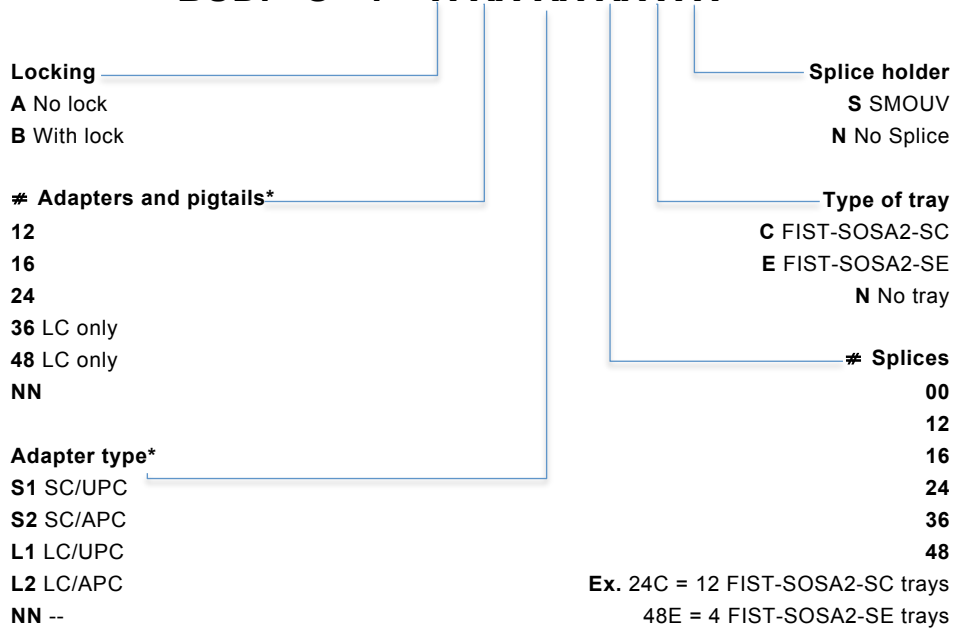 Locking
A No lock
B With lock
# Adapters and pigtails*
12
16
24
36 LC only
48 LC only
NN
Adapter type*
S1 SC/UPC
S2 SC/APC
L1 LC/UPC
L2 LC/APC
NN --
Splice holder
S SMOUV
N No Splice
Type of tray
C FIST-SOSA2-SC
E FIST-SOSA2-SE
N No tray
# Splices
00
12
16
24
36
48
Ex. 24C = 12 FIST-SOSA2-SC trays
48E = 4 FIST-SOSA2-SE trays